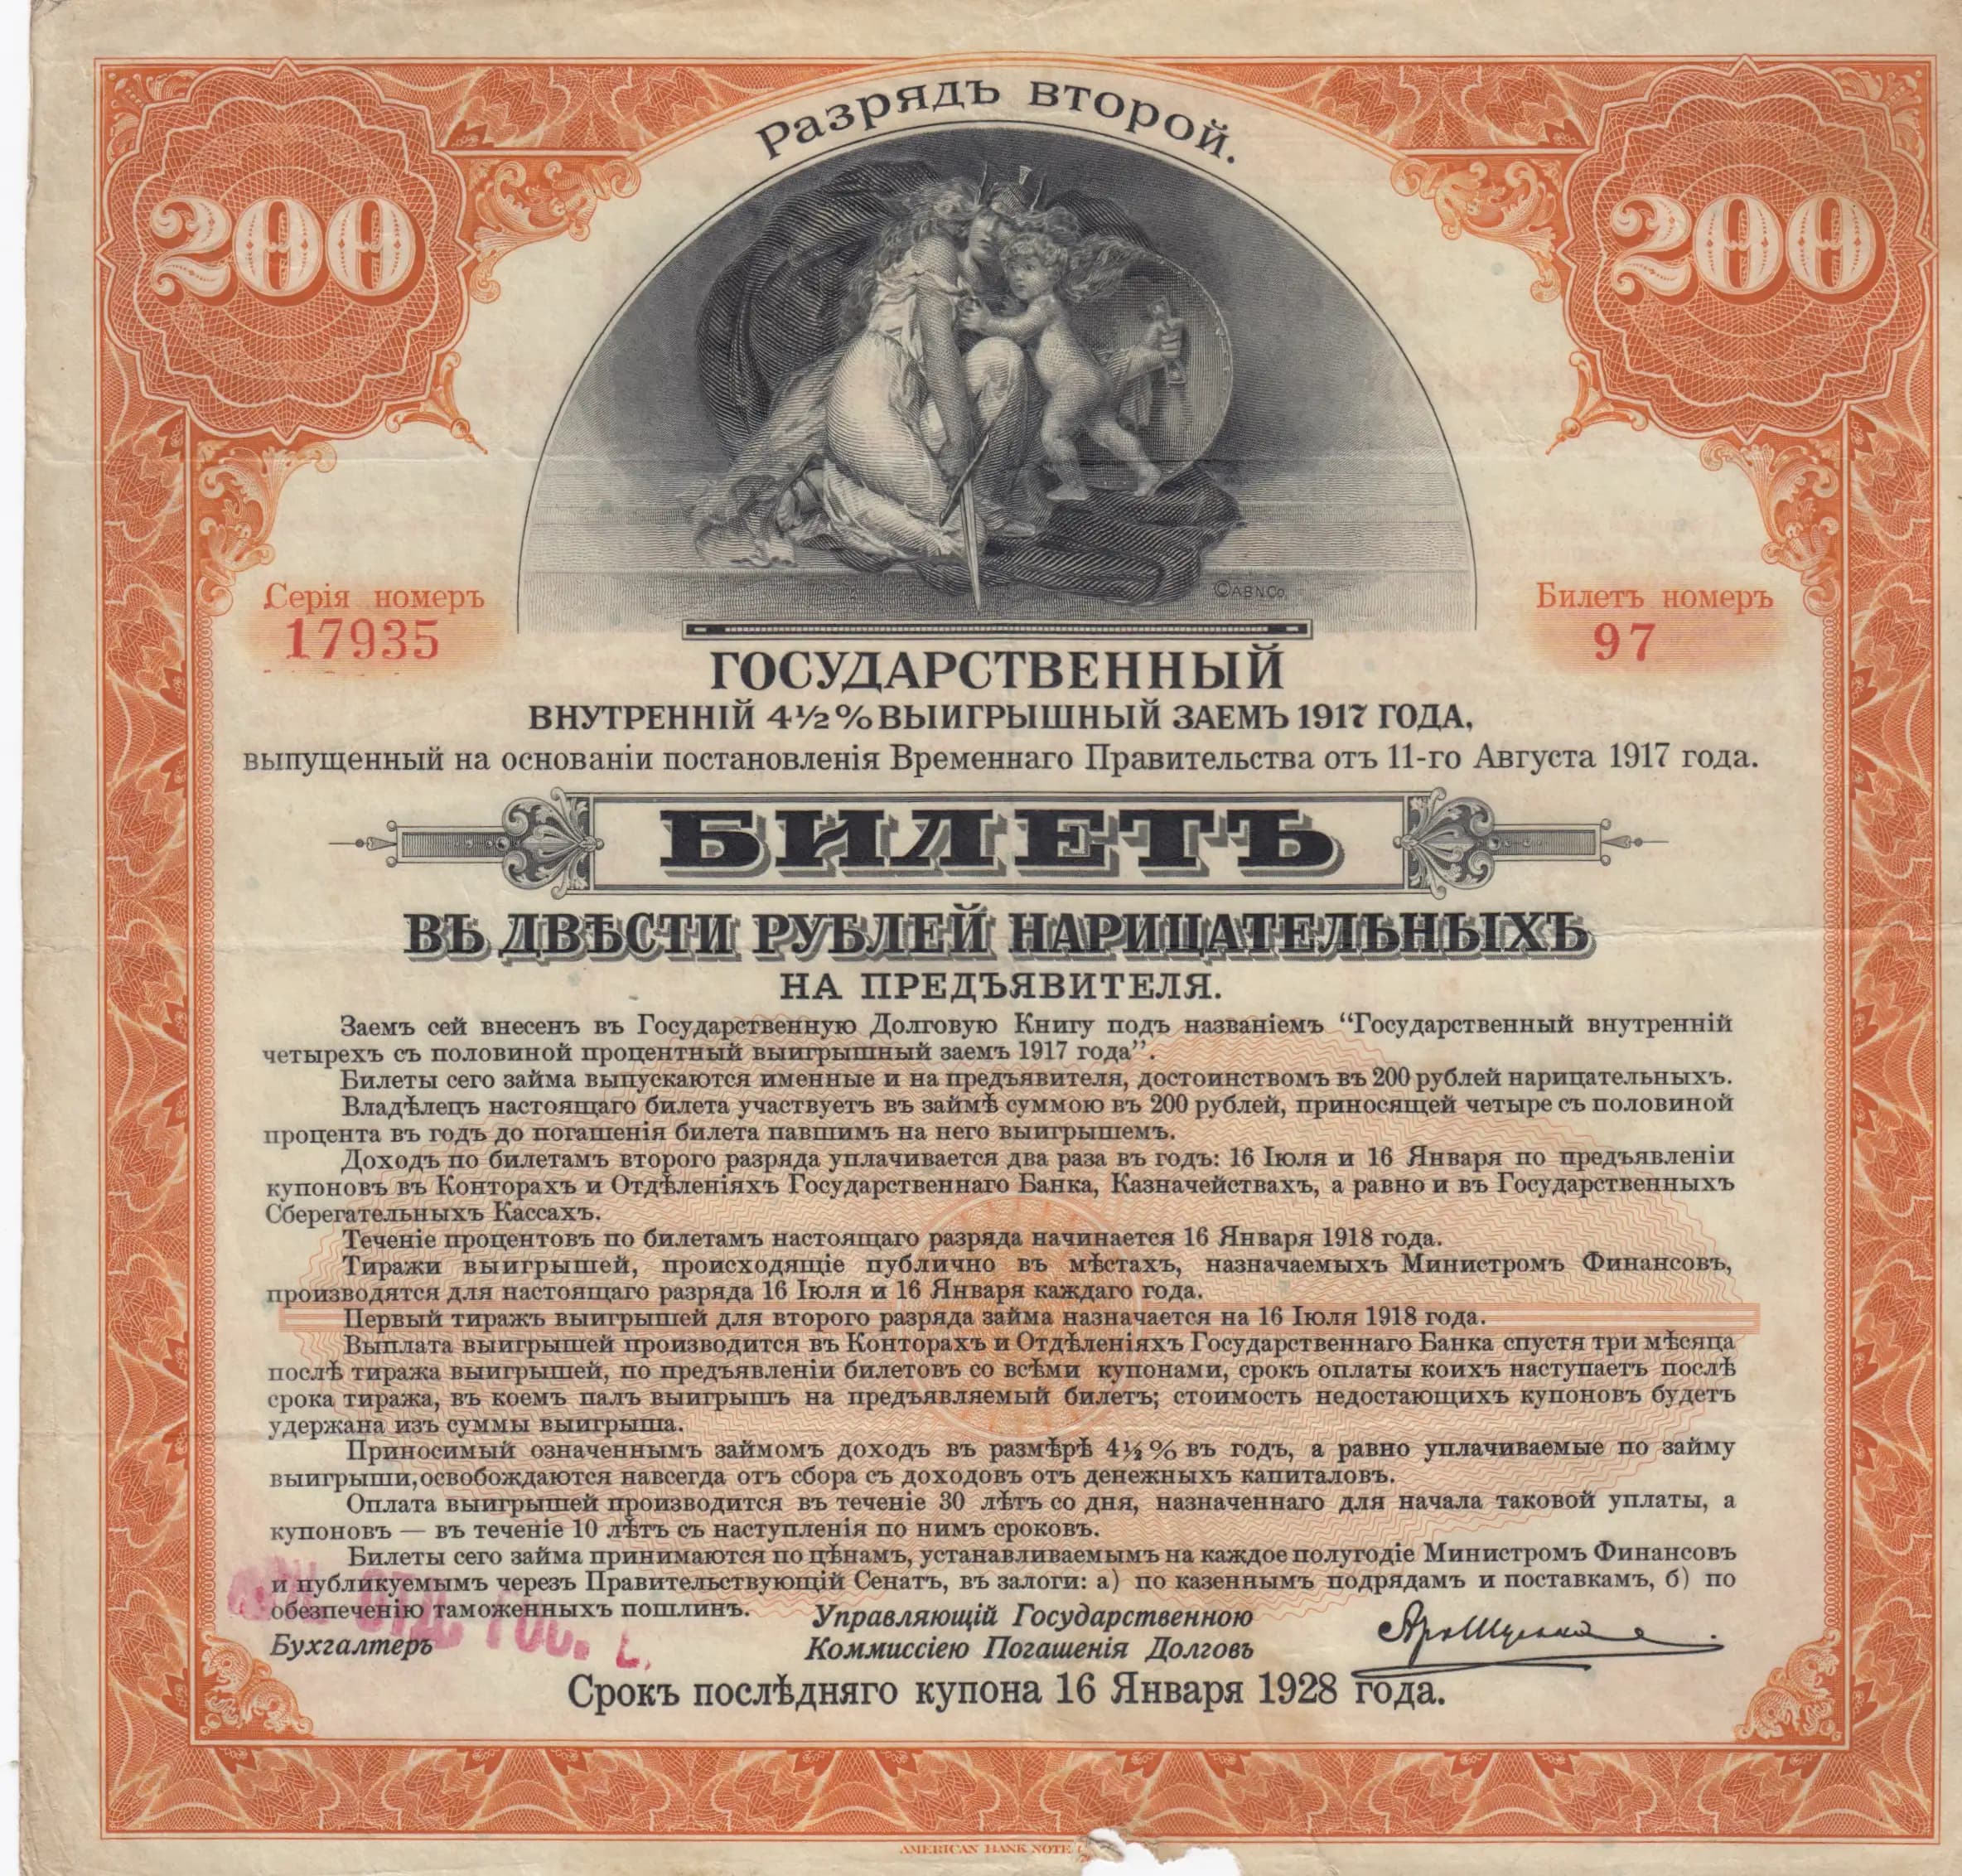 Разрядъ второй.
200
200
©ABNCo.
Серія номеръ
17935
Билетъ номеръ
97
ГОСУДАРСТВЕННЫЙ
ВНУТРЕННІЙ 4½% ВЫИГРЫШНЫЙ ЗАЕМЪ 1917 ГОДА,
выпущенный на основаніи постановленія Временнаго Правительства отъ 11-го Августа 1917 года.
БИЛЕТЪ
ВЪ ДВѢСТИ РУБЛЕЙ НАРИЦАТЕЛЬНЫХЪ
НА ПРЕДЪЯВИТЕЛЯ.
Заемъ сей внесенъ въ Государственную Долговую Книгу подъ названіемъ “Государственный внутренній
четырехъ съ половиной процентный выигрышный заемъ 1917 года”.
Билеты сего займа выпускаются именные и на предъявителя, достоинствомъ въ 200 рублей нарицательныхъ.
Владѣлецъ настоящаго билета участвуетъ въ займѣ суммою въ 200 рублей, приносящей четыре съ половиной
процента въ годъ до погашенія билета павшимъ на него выигрышемъ.
Доходъ по билетамъ второго разряда уплачивается два раза въ годъ: 16 Іюля и 16 Января по предъявленіи
купоновъ въ Конторахъ и Отдѣленіяхъ Государственнаго Банка, Казначействахъ, а равно и въ Государственныхъ
Сберегательныхъ Кассахъ.
Теченіе процентовъ по билетамъ настоящаго разряда начинается 16 Января 1918 года.
Тиражи выигрышей, происходящіе публично въ мѣстахъ, назначаемыхъ Министромъ Финансовъ,
производятся для настоящаго разряда 16 Іюля и 16 Января каждаго года.
Первый тиражъ выигрышей для второго разряда займа назначается на 16 Іюля 1918 года.
Выплата выигрышей производится въ Конторахъ и Отдѣленіяхъ Государственнаго Банка спустя три мѣсяца
послѣ тиража выигрышей, по предъявленіи билетовъ со всѣми купонами, срокъ оплаты коихъ наступаетъ послѣ
срока тиража, въ коемъ палъ выигрышъ на предъявляемый билетъ; стоимость недостающихъ купоновъ будетъ
удержана изъ суммы выигрыша.
Приносимый означеннымъ займомъ доходъ въ размѣрѣ 4½% въ годъ, а равно уплачиваемые по займу
выигрыши, освобождаются навсегда отъ сбора съ доходовъ отъ денежныхъ капиталовъ.
Оплата выигрышей производится въ теченіе 30 лѣтъ со дня, назначеннаго для начала таковой уплаты, а
купоновъ — въ теченіе 10 лѣтъ съ наступленія по нимъ сроковъ.
Билеты сего займа принимаются по цѣнамъ, устанавливаемымъ на каждое полугодіе Министромъ Финансовъ
и публикуемымъ черезъ Правительствующій Сенатъ, въ залоги: а) по казеннымъ подрядамъ и поставкамъ, б) по
обезпеченію таможенныхъ пошлинъ.
ОТД. ГОС.
Бухгалтеръ
Управляющій Государственною
Коммиссіею Погашенія Долговъ
Срокъ послѣдняго купона 16 Января 1928 года.
AMERICAN BANK NOTE